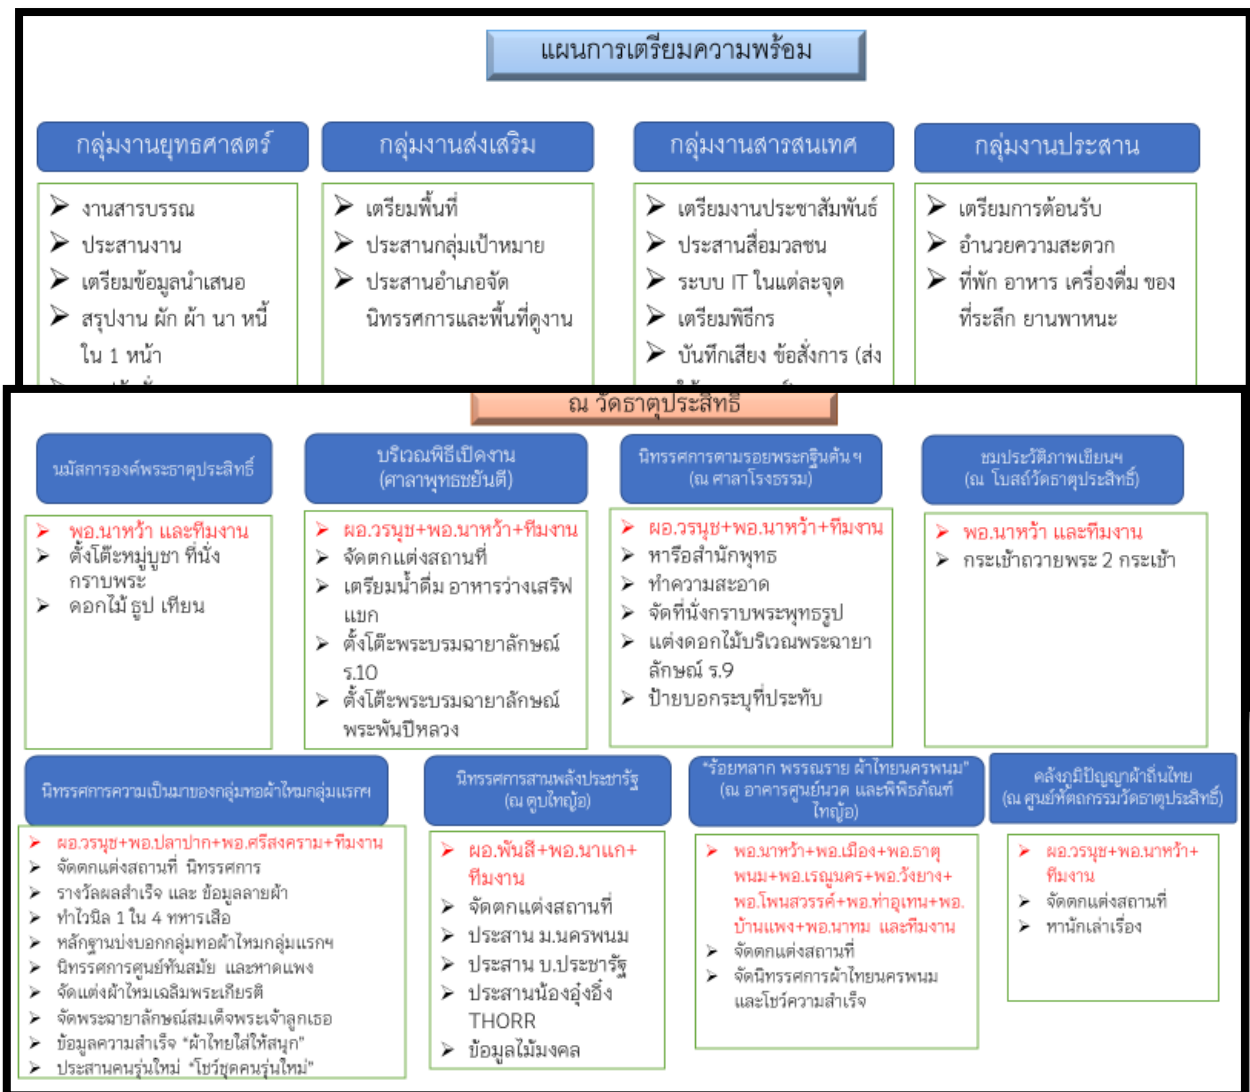 แผนการเตรียมความพร้อม
กลุ่มงานยุทธศาสตร์
➤ งานสารบรรณ
➤ ประสานงาน
➤ เตรียมข้อมูลนำเสนอ
➤ สรุปงาน ผัก ผ้า นา หนี้
ใน 1 หน้า
กลุ่มงานส่งเสริม
➤ เตรียมพื้นที่
➤ ประสานกลุ่มเป้าหมาย
➤ ประสานอำเภอจัด
นิทรรศการและพื้นที่ดูงาน
กลุ่มงานสารสนเทศ
➤ เตรียมงานประชาสัมพันธ์
➤ ประสานสื่อมวลชน
➤ ระบบ IT ในแต่ละจุด
➤ เตรียมพิธีกร
➤ บันทึกเสียง ข้อสั่งการ (ส่ง
กลุ่มงานประสาน
➤ เตรียมการต้อนรับ
➤ อำนวยความสะดวก
➤ ที่พัก อาหาร เครื่องดื่ม ของ
ที่ระลึก ยานพาหนะ
ณ วัดธาตุประสิทธิ์
นมัสการองค์พระธาตุประสิทธิ์
➤ พอ.นาหว้า และทีมงาน
➤ ตั้งโต๊ะหมู่บูชา ที่นั่ง
กราบพระ
➤ ดอกไม้ ธูป เทียน
บริเวณพิธีเปิดงาน
(ศาลาพุทธชยันตี)
➤ ผอ.วรนุช+พอ.นาหว้า+ทีมงาน
➤ จัดตกแต่งสถานที่
➤ เตรียมน้ำดื่ม อาหารว่างเสริฟ
แขก
➤ ตั้งโต๊ะพระบรมฉายาลักษณ์
ร.10
➤ ตั้งโต๊ะพระบรมฉายาลักษณ์
พระพันปีหลวง
นิทรรศการตามรอยพระกฐินต้น ฯ
(ณ ศาลาโรงธรรม)
➤ ผอ.วรนุช+พอ.นาหว้า+ทีมงาน
➤ หารือสำนักพุทธ
➤ ทำความสะอาด
➤ จัดที่นั่งกราบพระพุทธรูป
➤ แต่งดอกไม้บริเวณพระฉายา
ลักษณ์ ร.9
➤ ป้ายบอกระบุที่ประทับ
ชมประวัติภาพเขียนฯ
(ณ โบสถ์วัดธาตุประสิทธิ์)
➤ พอ.นาหว้า และทีมงาน
➤ กระเช้าถวายพระ 2 กระเช้า
นิทรรศการความเป็นมาของกลุ่มทอผ้าไหมกลุ่มแรกฯ
➤ ผอ.วรนุช+พอ.ปลาปาก+พอ.ศรีสงคราม+ทีมงาน
➤ จัดตกแต่งสถานที่ นิทรรศการ
➤ รางวัลผลสำเร็จ และ ข้อมูลลายผ้า
➤ ทำไวนิล 1 ใน 4 ทหารเสือ
➤ หลักฐานบ่งบอกกลุ่มทอผ้าไหมกลุ่มแรกฯ
➤ นิทรรศการศูนย์ทันสมัย และหาดแพง
➤ จัดแต่งผ้าไหมเฉลิมพระเกียรติ
➤ จัดพระฉายาลักษณ์สมเด็จพระเจ้าลูกเธอ
➤ ข้อมูลความสำเร็จ "ผ้าไทยใส่ให้สนุก"
➤ ประสานคนรุ่นใหม่ "โชว์ชุดคนรุ่นใหม่"
นิทรรศการสานพลังประชารัฐ
(ณ ตูบไทญ้อ)
➤ ผอ.พันสี+พอ.นาแก+
ทีมงาน
➤ จัดตกแต่งสถานที่
➤ ประสาน ม.นครพนม
➤ ประสาน บ.ประชารัฐ
➤ ประสานน้องอุ๋งอิ๋ง
THORR
➤ ข้อมูลไม้มงคล
"ร้อยหลาก พรรณราย ผ้าไทยนครพนม"
(ณ อาคารศูนย์นวด และพิพิธภัณฑ์
ไทญ้อ)
➤ พอ.นาหว้า+พอ.เมือง+พอ.ธาตุ
พนม+พอ.เรณูนคร+พอ.วังยาง+
พอ.โพนสวรรค์+พอ.ท่าอุเทน+พอ.
บ้านแพง+พอ.นาทม และทีมงาน
➤ จัดตกแต่งสถานที่
➤ จัดนิทรรศการผ้าไทยนครพนม
และโชว์ความสำเร็จ
คลังภูมิปัญญาผ้าถิ่นไทย
(ณ ศูนย์หัตถกรรมวัดธาตุประสิทธิ์)
➤ ผอ.วรนุช+พอ.นาหว้า+
ทีมงาน
➤ จัดตกแต่งสถานที่
➤ หานักเล่าเรื่อง